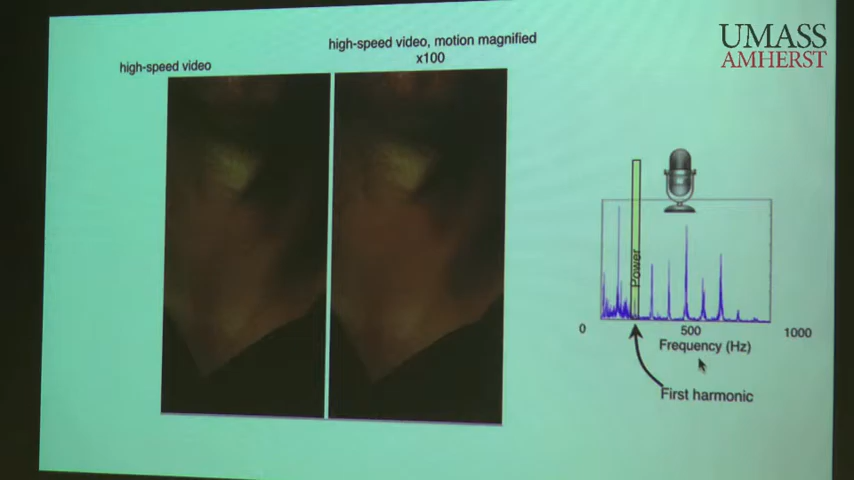 UMASS
AMHERST
high-speed video
high-speed video, motion magnified
x100
Power
0
500
1000
Frequency (Hz)
First harmonic